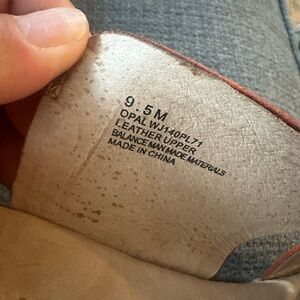 9.5M
OPAL WJ140PL71
LEATHER UPPER
BALANCE MAN MADE MATERIALS
MADE IN CHINA